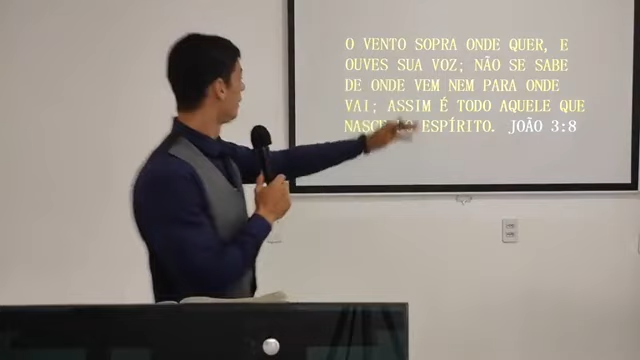 O VENTO SOPRA ONDE QUER, E
OUVES SUA VOZ; NÃO SE SABE
DE ONDE VEM NEM PARA ONDE
VAI; ASSIM É TODO AQUELE QUE
ESPÍRITO. JOÃO 3:8